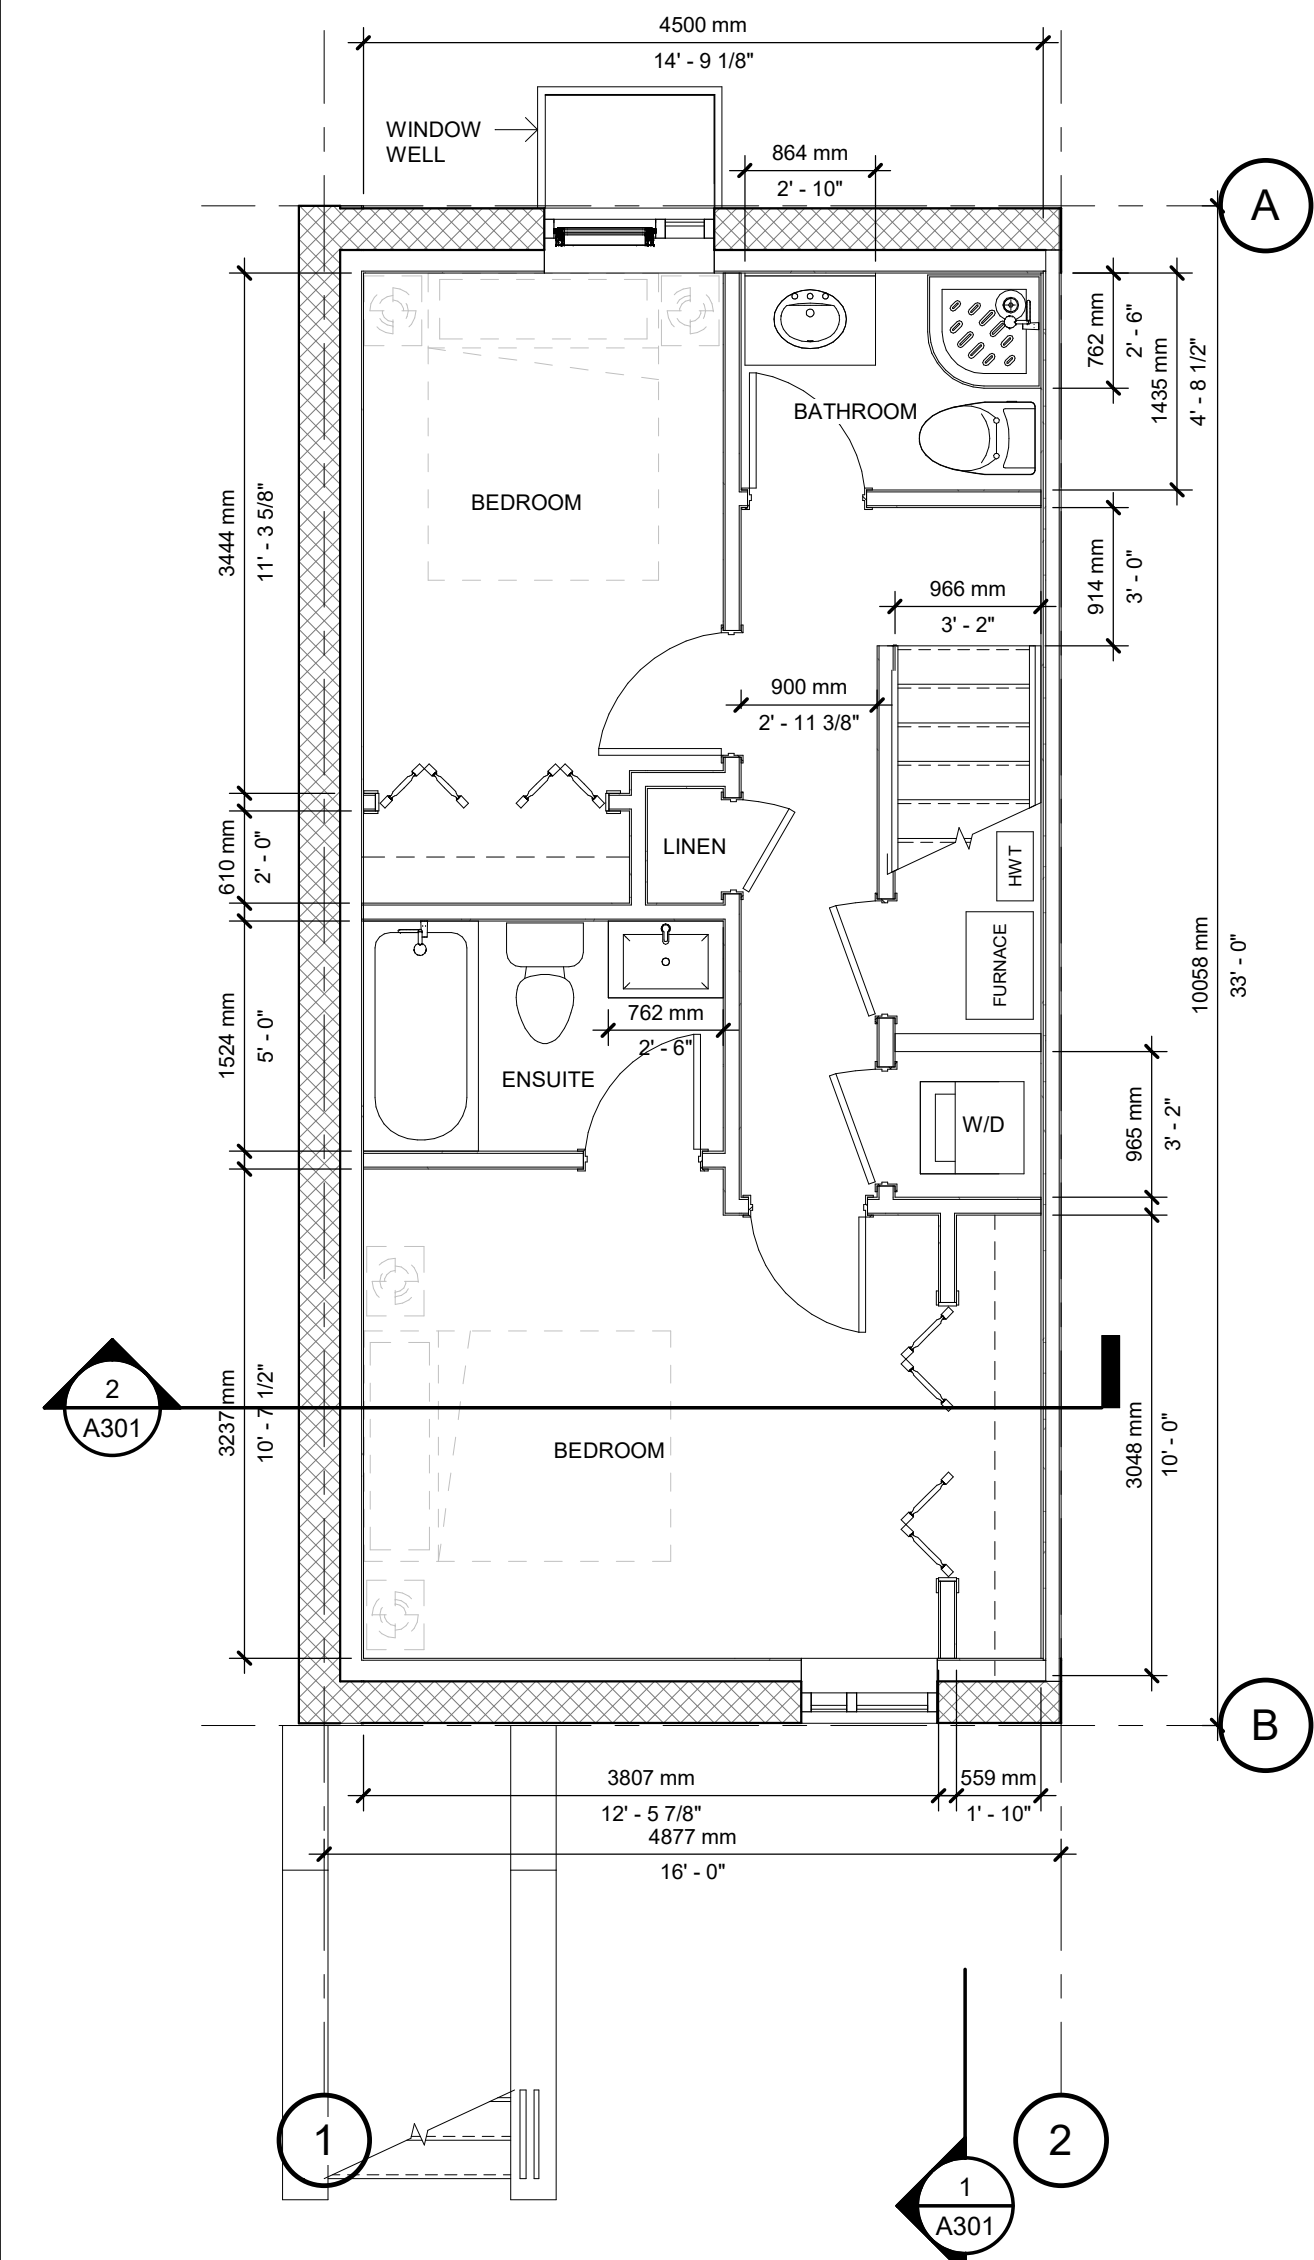 4500 mm
14' - 9 1/8"
WINDOW
WELL
864 mm
2' - 10"
A
762 mm
2' - 6"
1435 mm
4' - 8 1/2"
BATHROOM
BEDROOM
3444 mm
11' - 3 5/8"
914 mm
3' - 0"
966 mm
3' - 2"
900 mm
2' - 11 3/8"
LINEN
HWT
610 mm
2' - 0"
FURNACE
10058 mm
33' - 0"
1524 mm
5' - 0"
762 mm
2' - 6"
ENSUITE
W/D
965 mm
3' - 2"
2
A301
3237 mm
10' - 7 1/2"
BEDROOM
3048 mm
10' - 0"
B
3807 mm
12' - 5 7/8"
559 mm
1' - 10"
4877 mm
16' - 0"
1
2
1
A301